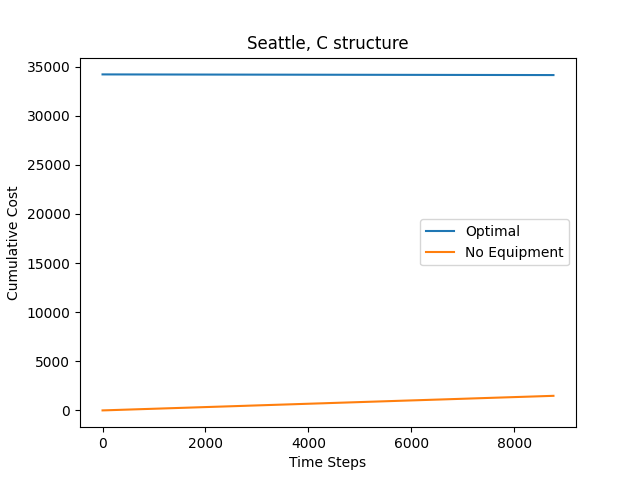 Seattle, C structure
Cumulative Cost
35000
30000
25000
20000
15000
10000
5000
0
Optimal
No Equipment
0 2000 4000 6000 8000
Time Steps